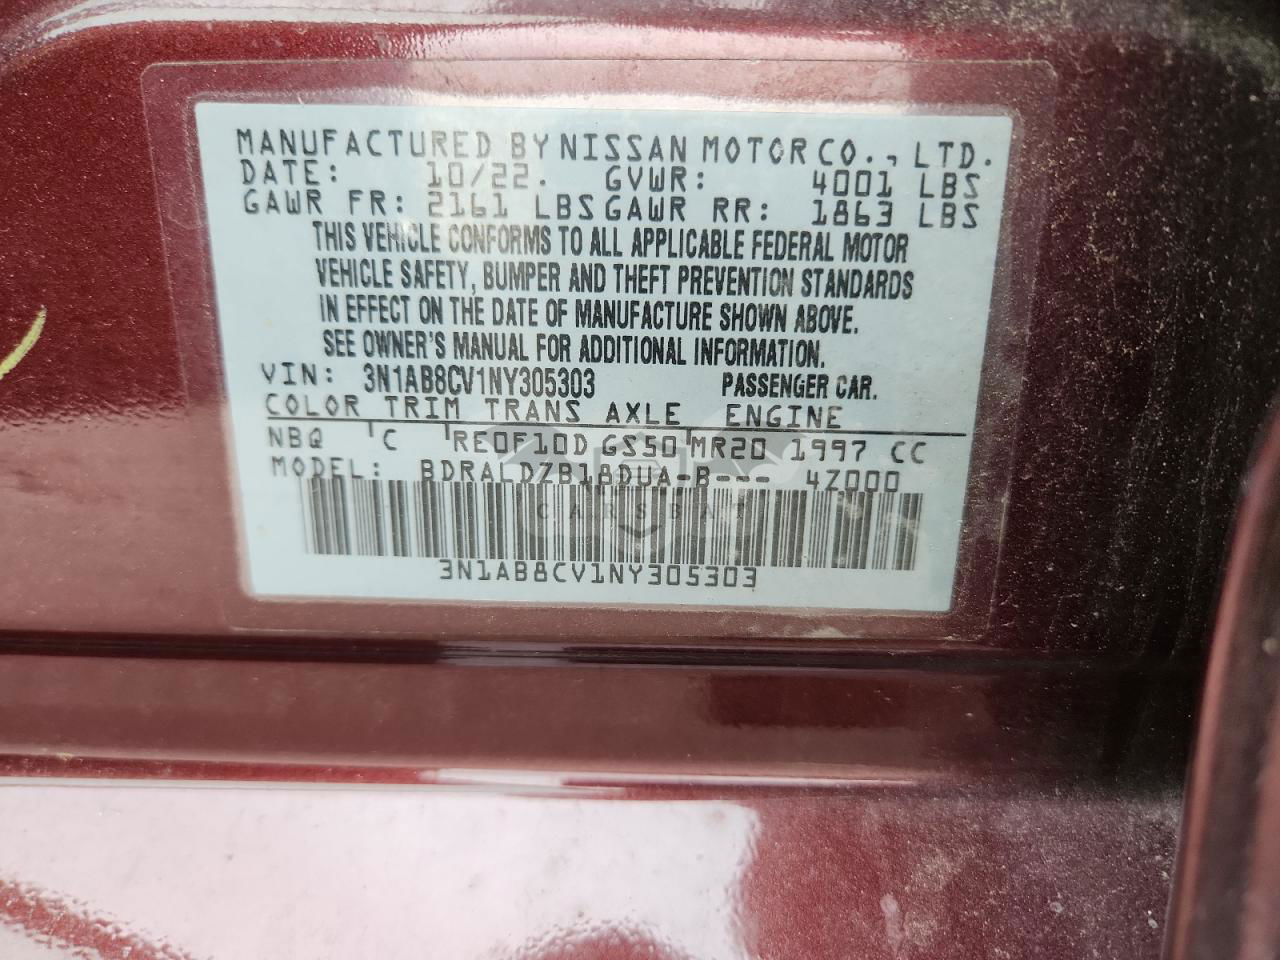 MANUFACTURED BY NISSAN MOTOR CO., LTD.
DATE: 10/22. GVWR: 4001 LBS
GAWR FR: 2161 LBS GAWR RR: 1863 LBS
THIS VEHICLE CONFORMS TO ALL APPLICABLE FEDERAL MOTOR
VEHICLE SAFETY, BUMPER AND THEFT PREVENTION STANDARDS
IN EFFECT ON THE DATE OF MANUFACTURE SHOWN ABOVE.
SEE OWNER'S MANUAL FOR ADDITIONAL INFORMATION.
VIN: 3N1AB8CV1NY305303 PASSENGER CAR.
COLOR TRIM TRANS AXLE ENGINE
NBQ C RE0F10D GS50 MR20 1997 CC
MODEL: BDRALDZB18DUA-B--- 4Z000
CARSBAT
3N1AB8CV1NY305303